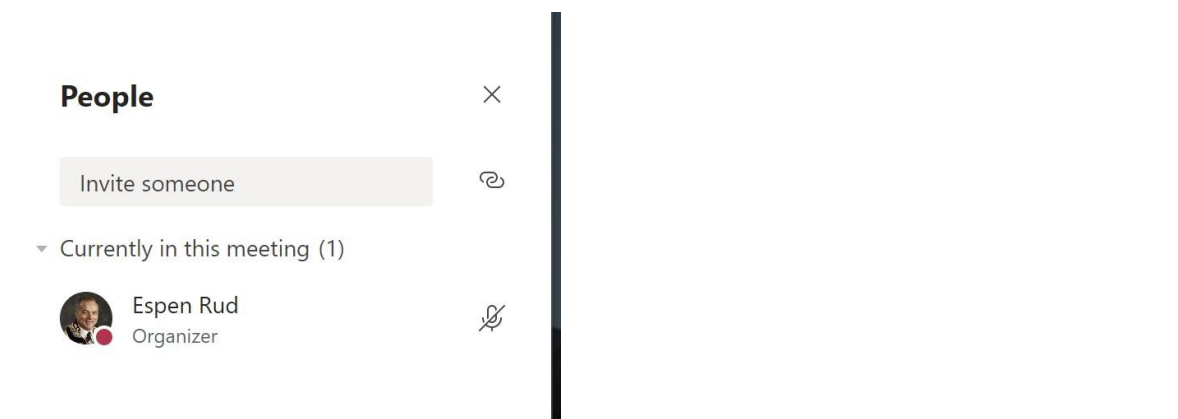 People
Invite someone
Currently in this meeting (1)
Espen Rud
Organizer